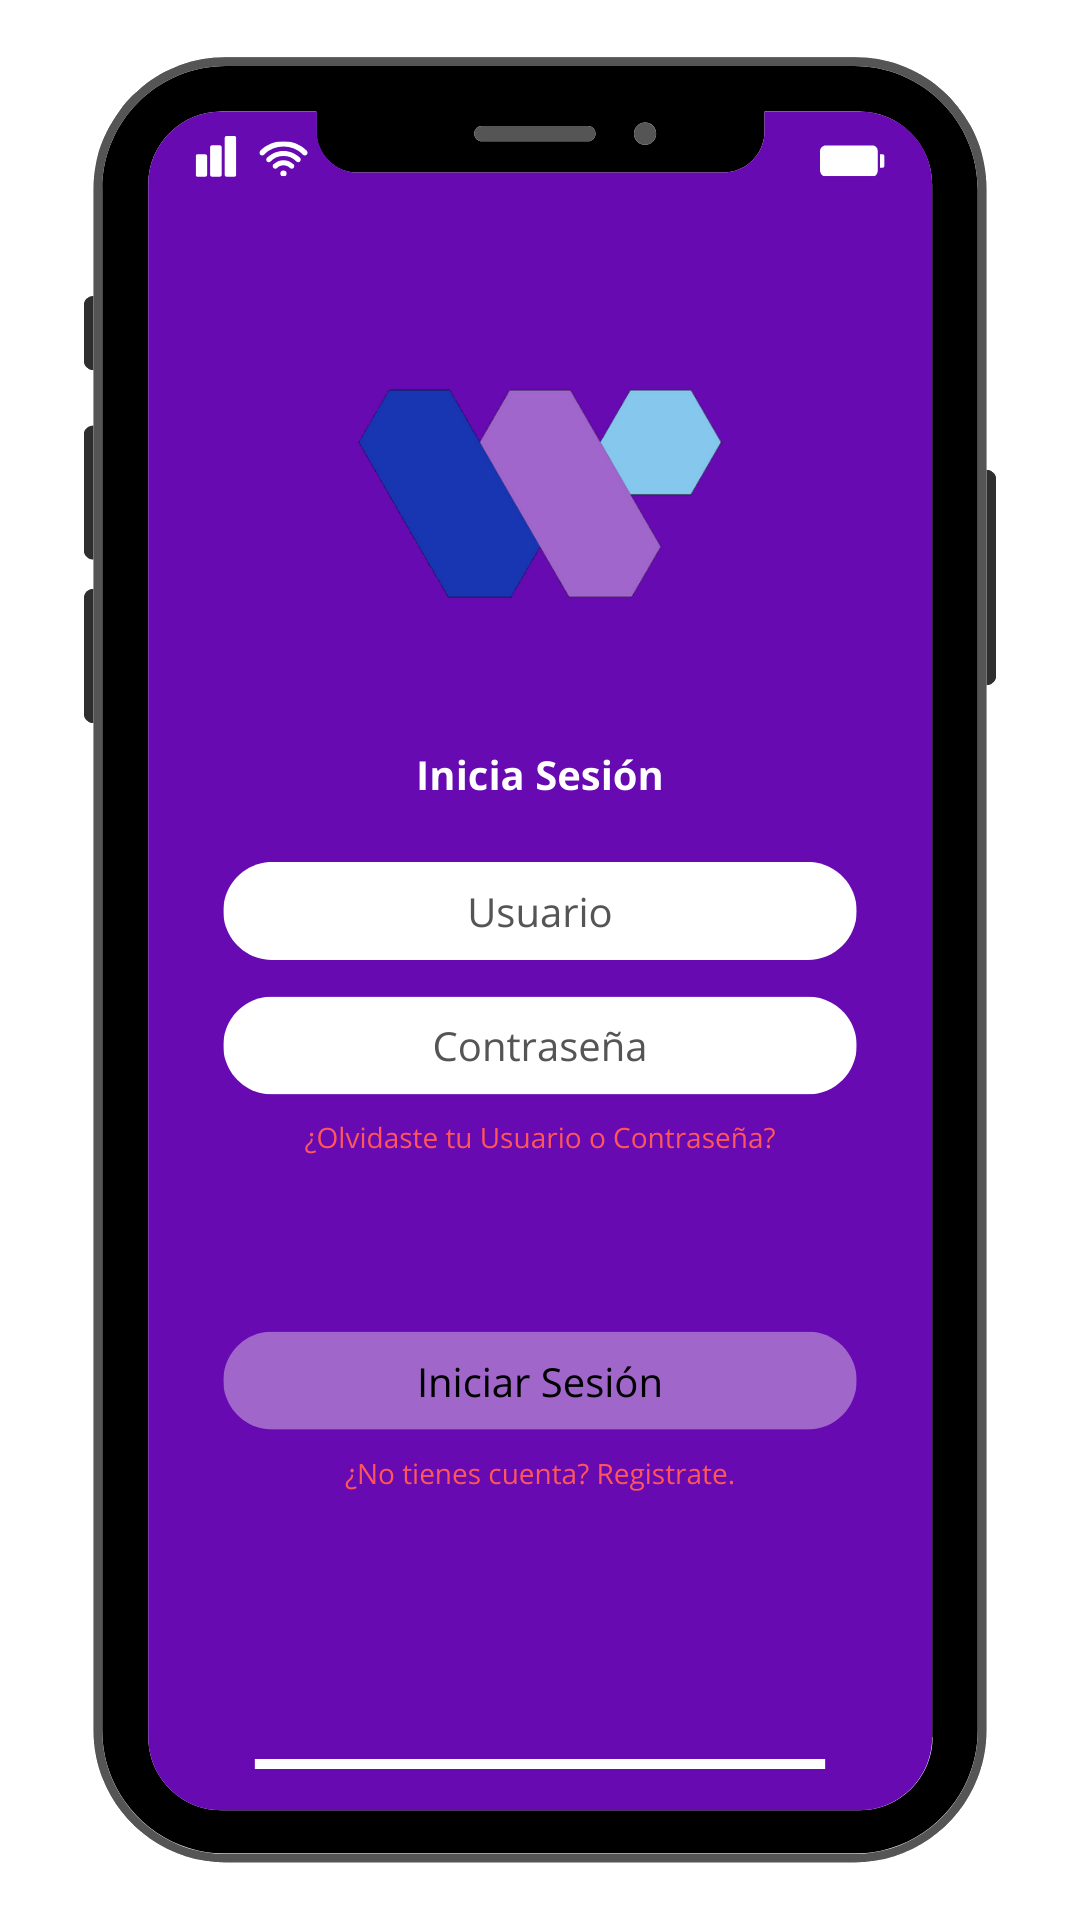 Inicia Sesión
Usuario
Contraseña
¿Olvidaste tu Usuario o Contraseña?
Iniciar Sesión
¿No tienes cuenta? Registrate.